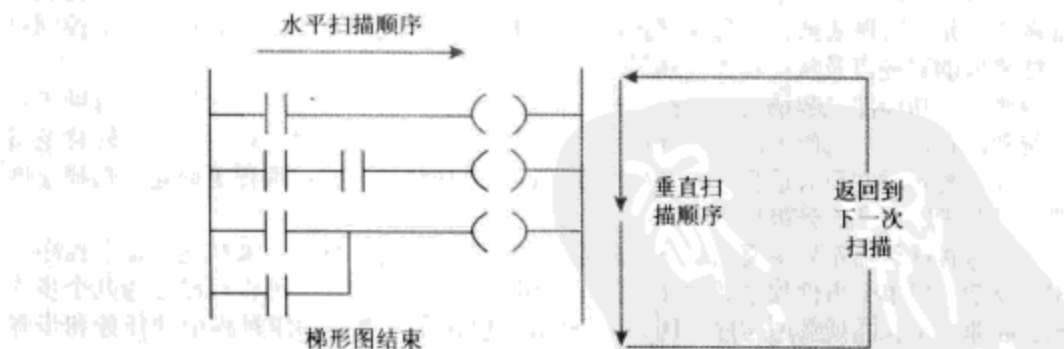 水平扫描顺序
垂直扫
描顺序
返回到
下一次
扫描
梯形图结束